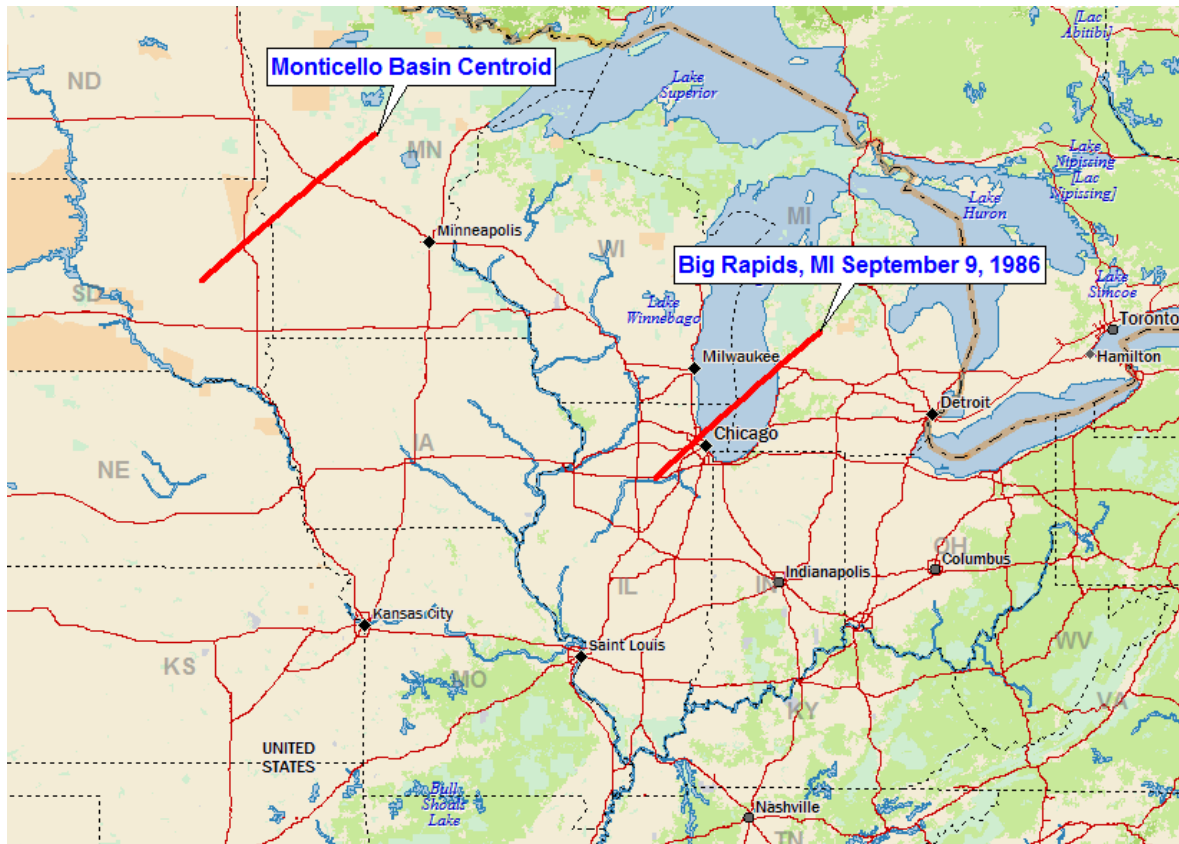 [Lac
Abitibi]
ND
Monticello Basin Centroid
Lake
Superior
MN
Lake
Nipissing
[Lac
Nipissing]
Lake
Huron
MI
Minneapolis
WI
Big Rapids, MI September 9, 1986
Lake
Simcoe
SD
Lake
Winnebago
Toronto
Milwaukee
Hamilton
Detroit
Chicago
IA
NE
OH
Columbus
Indianapolis
IL
IN
Kansas City
Saint Louis
WV
KS
MO
VA
KY
UNITED
STATES
Bull
Shoals
Lake
Nashville
TN